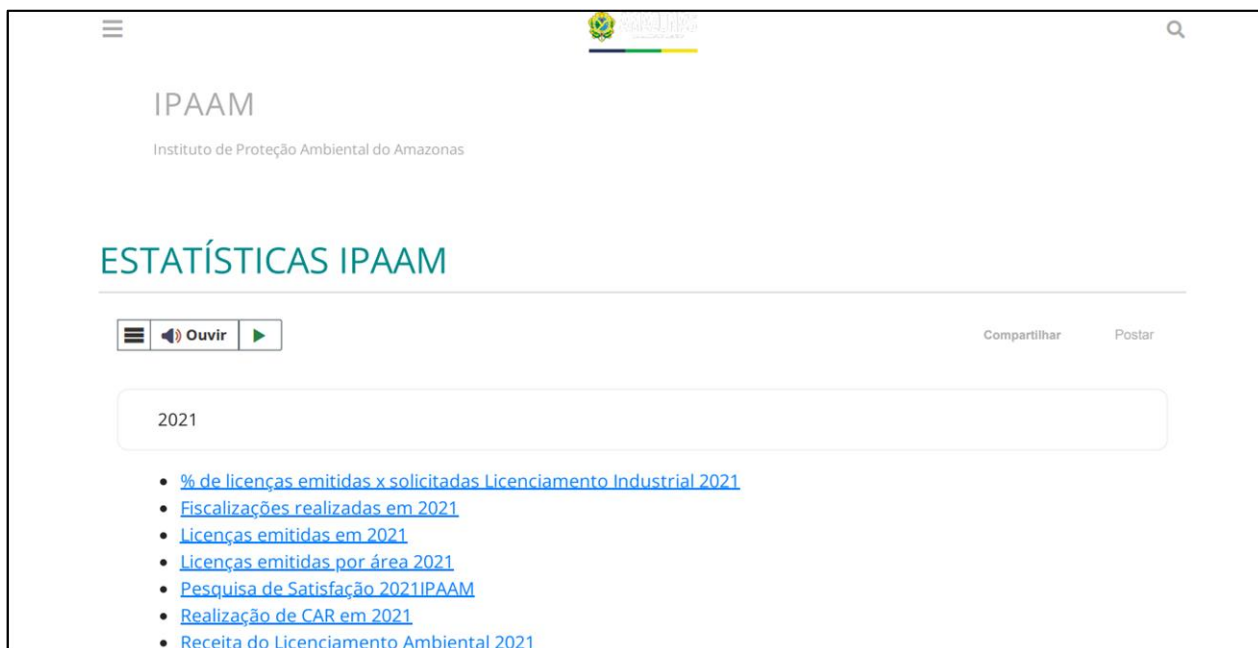 IPAAM
Instituto de Proteção Ambiental do Amazonas
ESTATÍSTICAS IPAAM
Ouvir
Compartilhar Postar
2021
% de licenças emitidas x solicitadas Licenciamento Industrial 2021
Fiscalizações realizadas em 2021
Licenças emitidas em 2021
Licenças emitidas por área 2021
Pesquisa de Satisfação 2021IPAAM
Realização de CAR em 2021
Receita do Licenciamento Ambiental 2021